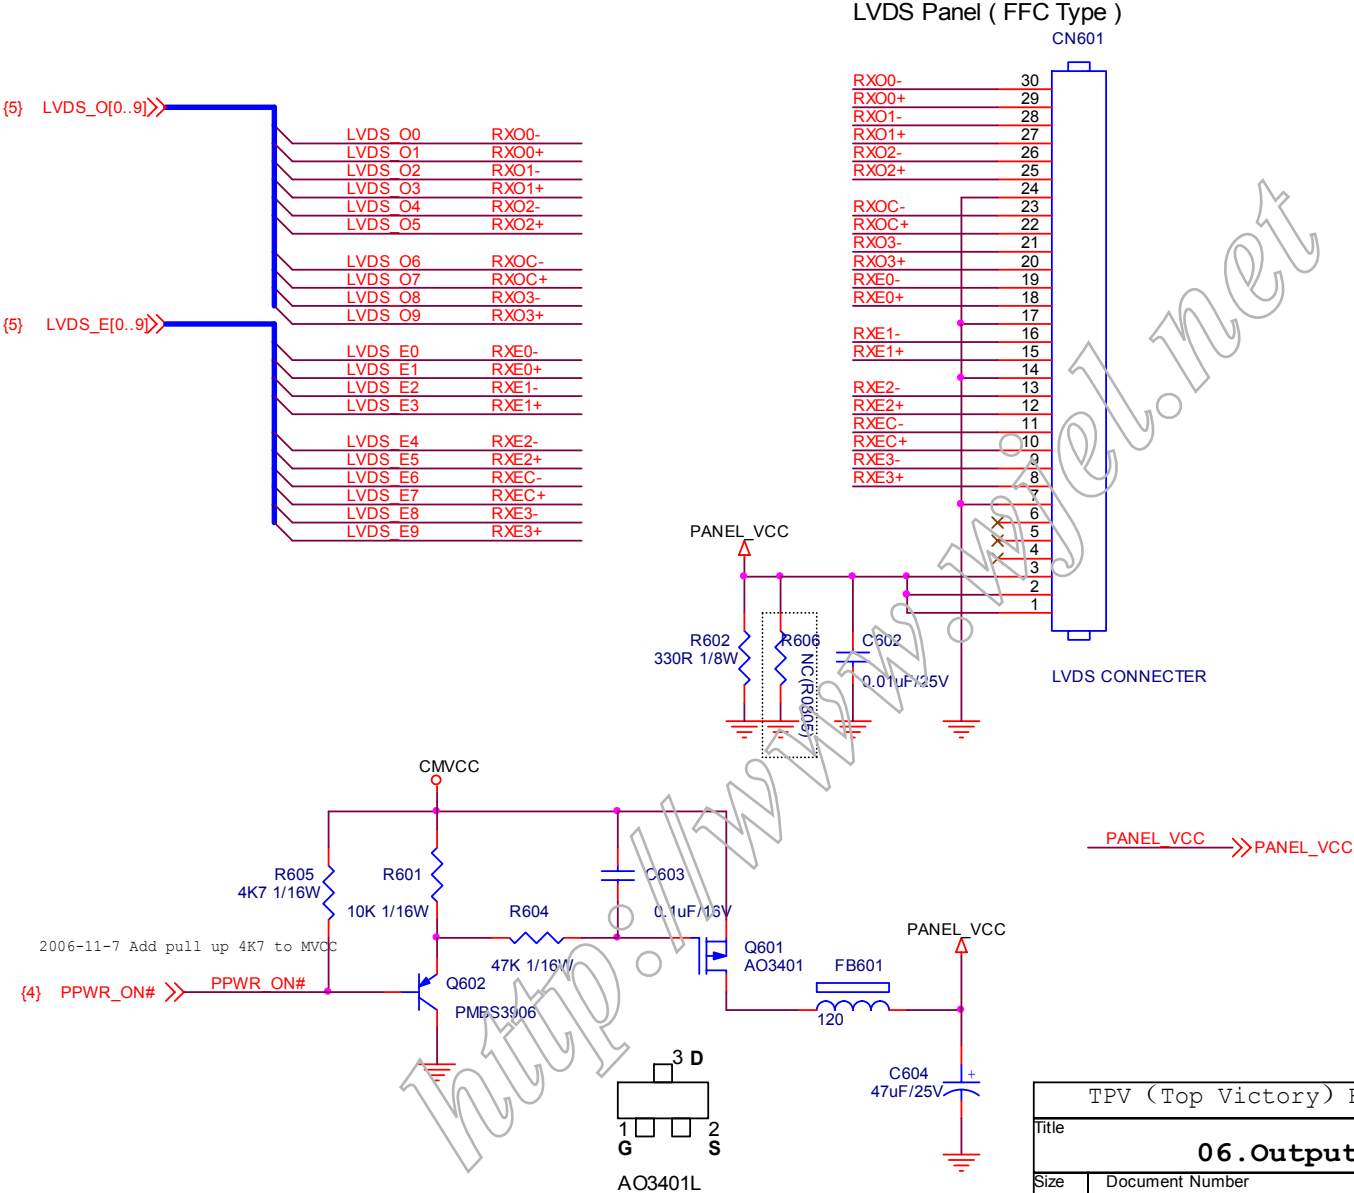 LVDS Panel ( FFC Type )
CN601
{5} LVDS_O[0..9]
LVDS_O0 RXO0-
LVDS_O1 RXO0+
LVDS_O2 RXO1-
LVDS_O3 RXO1+
LVDS_O4 RXO2-
LVDS_O5 RXO2+
LVDS_O6 RXOC-
LVDS_O7 RXOC+
LVDS_O8 RXO3-
LVDS_O9 RXO3+
{5} LVDS_E[0..9]
LVDS_E0 RXE0-
LVDS_E1 RXE0+
LVDS_E2 RXE1-
LVDS_E3 RXE1+
LVDS_E4 RXE2-
LVDS_E5 RXE2+
LVDS_E6 RXEC-
LVDS_E7 RXEC+
LVDS_E8 RXE3-
LVDS_E9 RXE3+
RXO0- 30
RXO0+ 29
RXO1- 28
RXO1+ 27
RXO2- 26
RXO2+ 25
24
RXOC- 23
RXOC+ 22
RXO3- 21
RXO3+ 20
RXE0- 19
RXE0+ 18
17
RXE1- 16
RXE1+ 15
14
RXE2- 13
RXE2+ 12
RXEC- 11
RXEC+ 10
RXE3- 9
RXE3+ 8
7
6
5
4
3
2
1
LVDS CONNECTER
PANEL_VCC
R602
330R 1/8W
R606
NC(R0805)
C602
0.01uF/25V
PANEL_VCC PANEL_VCC
CMVCC
R605
4K7 1/16W
R601
10K 1/16W
R604
47K 1/16W
C603
0.1uF/16V
2006-11-7 Add pull up 4K7 to MVCC
{4} PPWR_ON# PPWR_ON#
Q602
PMBS3906
Q601
AO3401
FB601
120
PANEL_VCC
C604
+
47uF/25V
3 D
1 2
G S
AO3401L
http://www.wjel.net
TPV (Top Victory)
Title
06.Output
Size Document Number